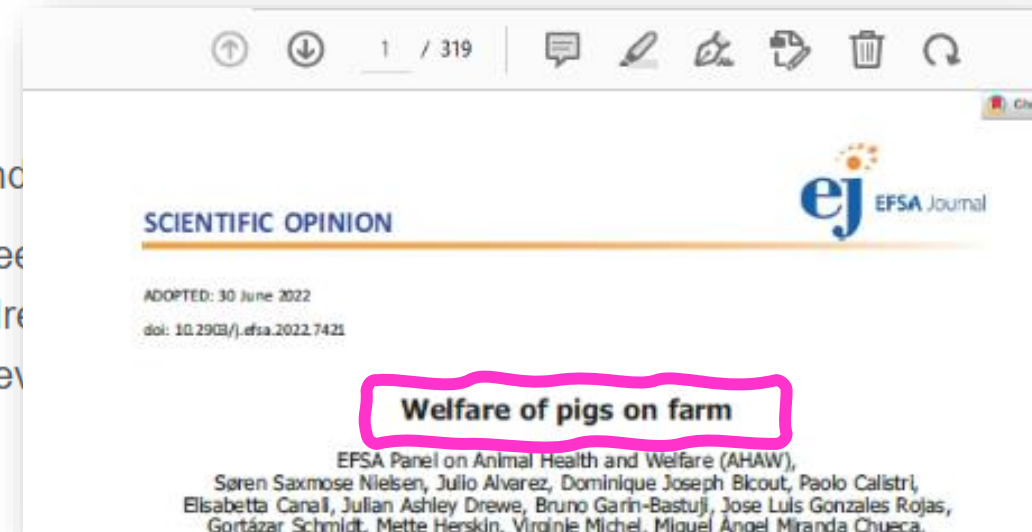 1 / 319
EFSA Journal
SCIENTIFIC OPINION
ADOPTED: 30 June 2022
doi: 10.2903/j.efsa.2022.7421
Welfare of pigs on farm
EFSA Panel on Animal Health and Welfare (AHAW),
Søren Saxmose Nielsen, Julio Alvarez, Dominique Joseph Bicout, Paolo Calistri,
Elisabetta Canali, Julian Ashley Drewe, Bruno Garin-Bastuji, Jose Luis Gonzales Rojas,
Gortázar Schmidt, Mette Herskin, Virginie Michel, Miguel Ángel Miranda Chueca,